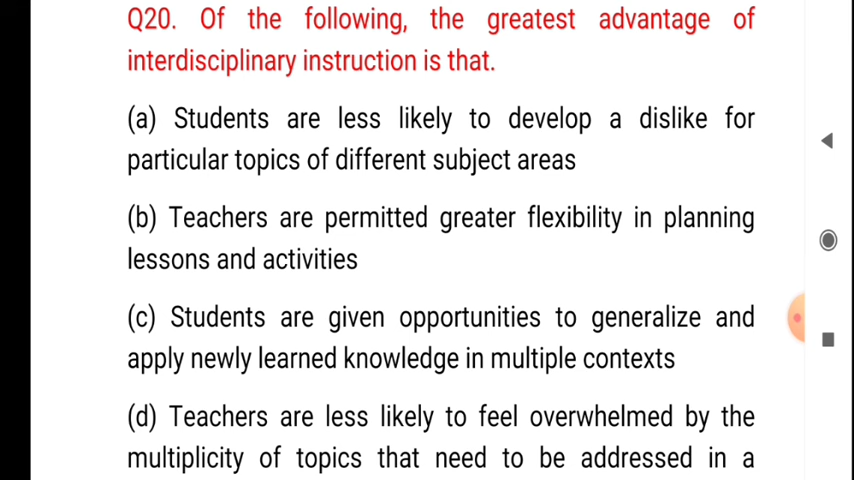 Q20. Of the following, the greatest advantage of
interdisciplinary instruction is that.
(a) Students are less likely to develop a dislike for
particular topics of different subject areas
(b) Teachers are permitted greater flexibility in planning
lessons and activities
(c) Students are given opportunities to generalize and
apply newly learned knowledge in multiple contexts
(d) Teachers are less likely to feel overwhelmed by the
multiplicity of topics that need to be addressed in a